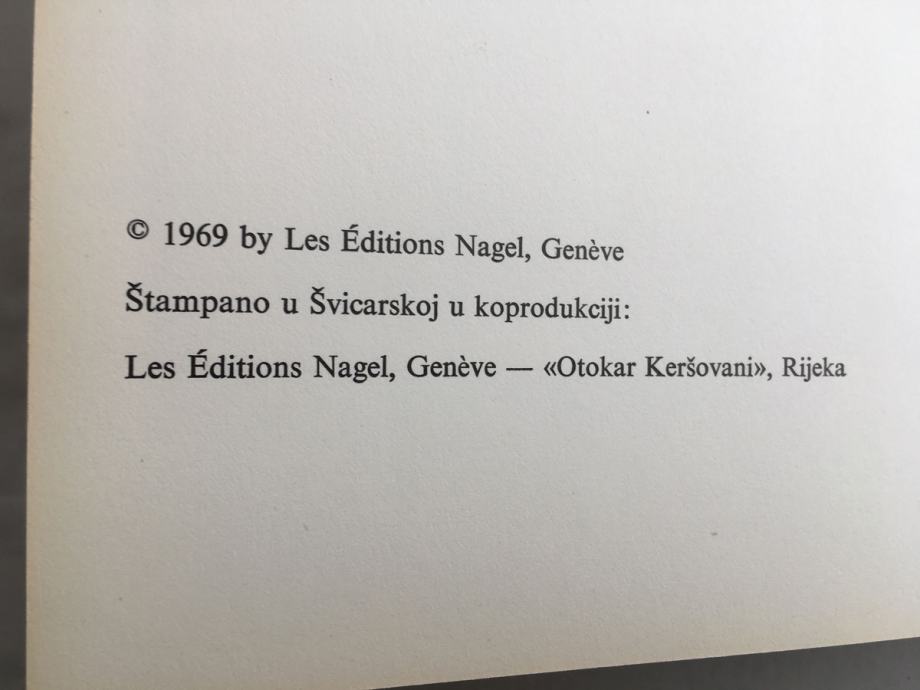 © 1969 by Les Éditions Nagel, Genève
Štampano u Švicarskoj u koprodukciji:
Les Éditions Nagel, Genève — «Otokar Keršovani», Rijeka